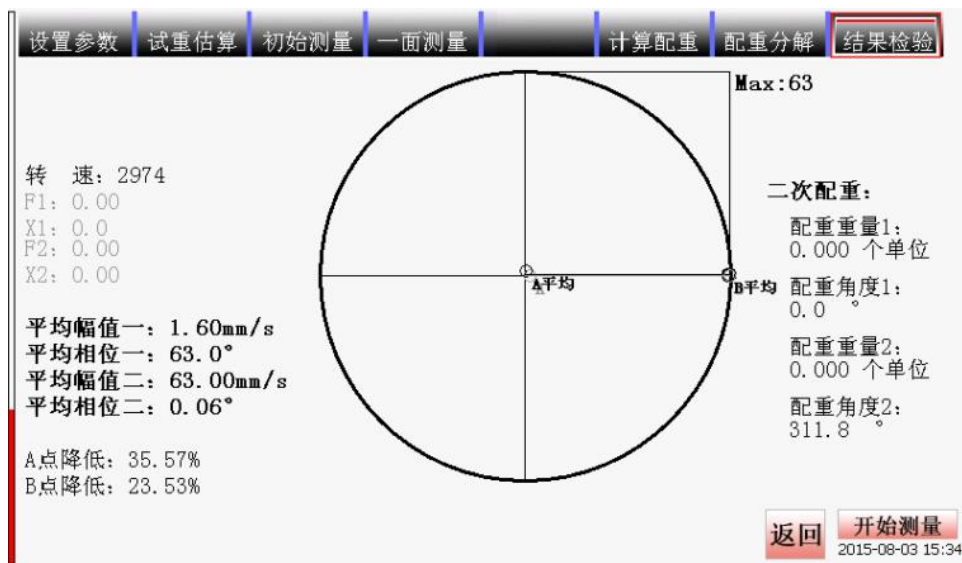 设置参数 试重估算 初始测量 一面测量 计算配重 配重分解 结果检验
Max:63
转 速: 2974
F1: 0.00
X1: 0.0
F2: 0.00
X2: 0.00
平均幅值一: 1.60mm/s
平均相位一: 63.0°
平均幅值二: 63.00mm/s
平均相位二: 0.06°
A点降低: 35.57%
B点降低: 23.53%
A平均
B平均
二次配重:
配重重量1:
0.000 个单位
配重角度1:
0.0 °
配重重量2:
0.000 个单位
配重角度2:
311.8 °
返回
开始测量
2015-08-03 15:34